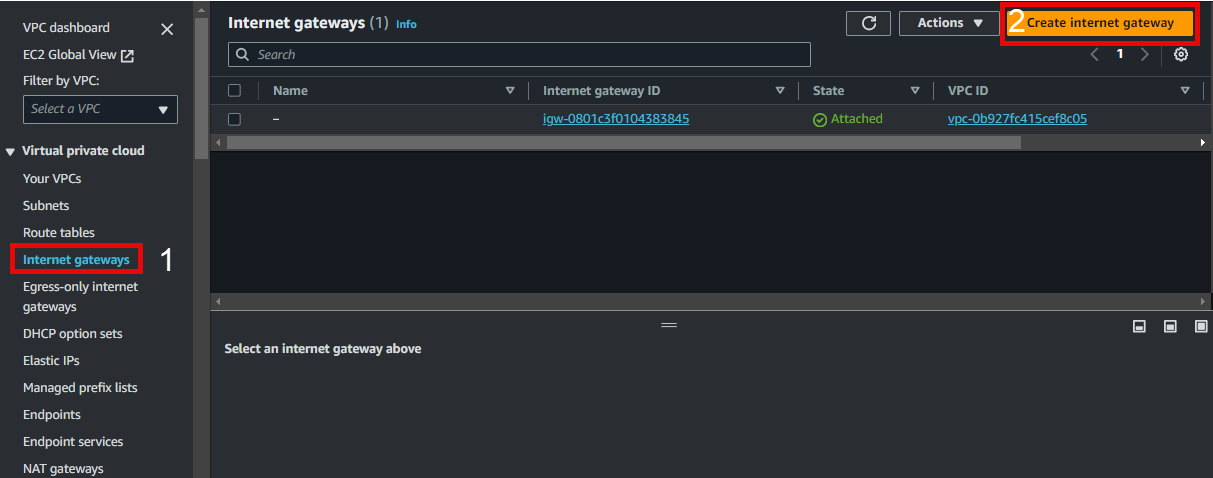 VPC dashboard
EC2 Global View
Filter by VPC:
Select a VPC
Virtual private cloud
Your VPCs
Subnets
Route tables
Internet gateways
1
Egress-only internet
gateways
DHCP option sets
Elastic IPs
Managed prefix lists
Endpoints
Endpoint services
NAT gateways
Internet gateways (1) Info
Actions
2 Create internet gateway
Search
1
Name Internet gateway ID State VPC ID
– igw-0801c3f0104383845 Attached vpc-0b927fc415cef8c05
Select an internet gateway above